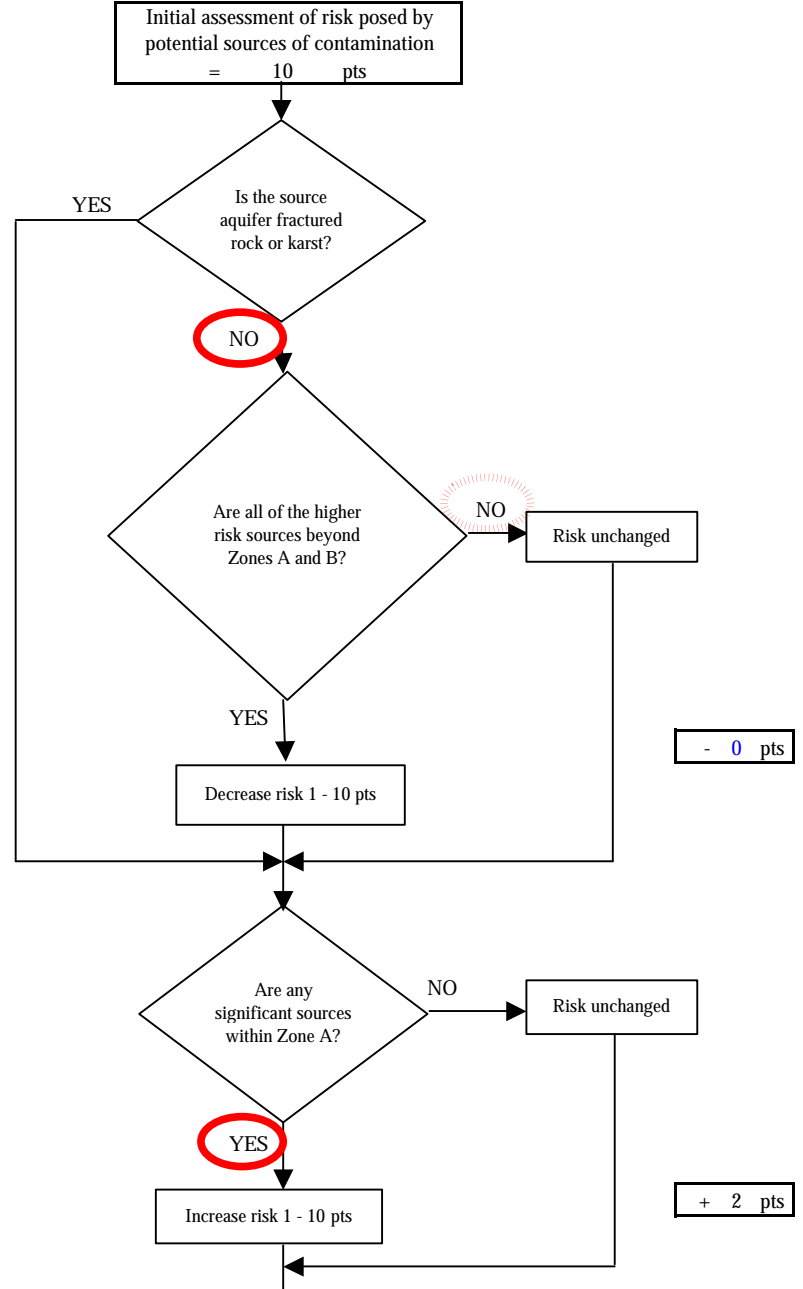 Initial assessment of risk posed by
potential sources of contamination
= 10 pts
YES
Is the source
aquifer fractured
rock or karst?
NO
Are all of the higher
risk sources beyond
Zones A and B?
NO
Risk unchanged
YES
- 0 pts
Decrease risk 1 - 10 pts
Are any
significant sources
within Zone A?
NO
Risk unchanged
YES
+ 2 pts
Increase risk 1 - 10 pts